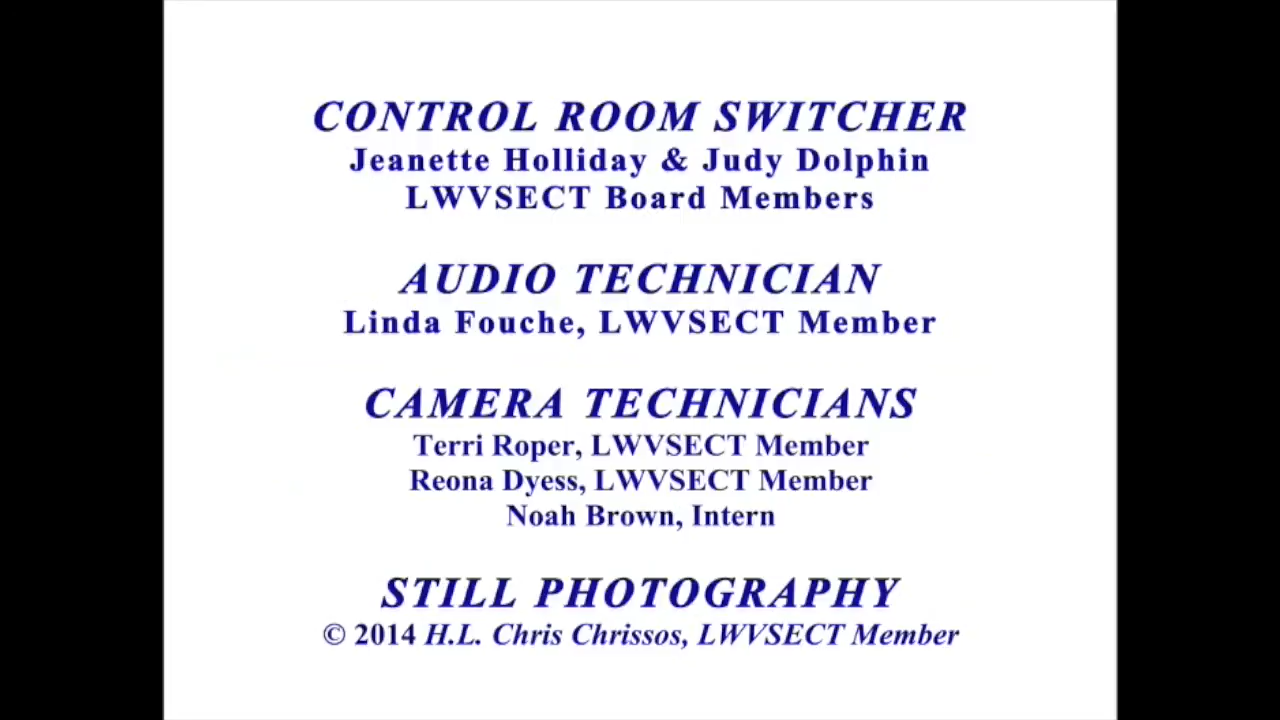 CONTROL ROOM SWITCHER
Jeanette Holliday & Judy Dolphin
LWVSECT Board Members
AUDIO TECHNICIAN
Linda Fouche, LWVSECT Member
CAMERA TECHNICIANS
Terri Roper, LWVSECT Member
Reona Dyess, LWVSECT Member
Noah Brown, Intern
STILL PHOTOGRAPHY
© 2014 H.L. Chris Chrissos, LWVSECT Member